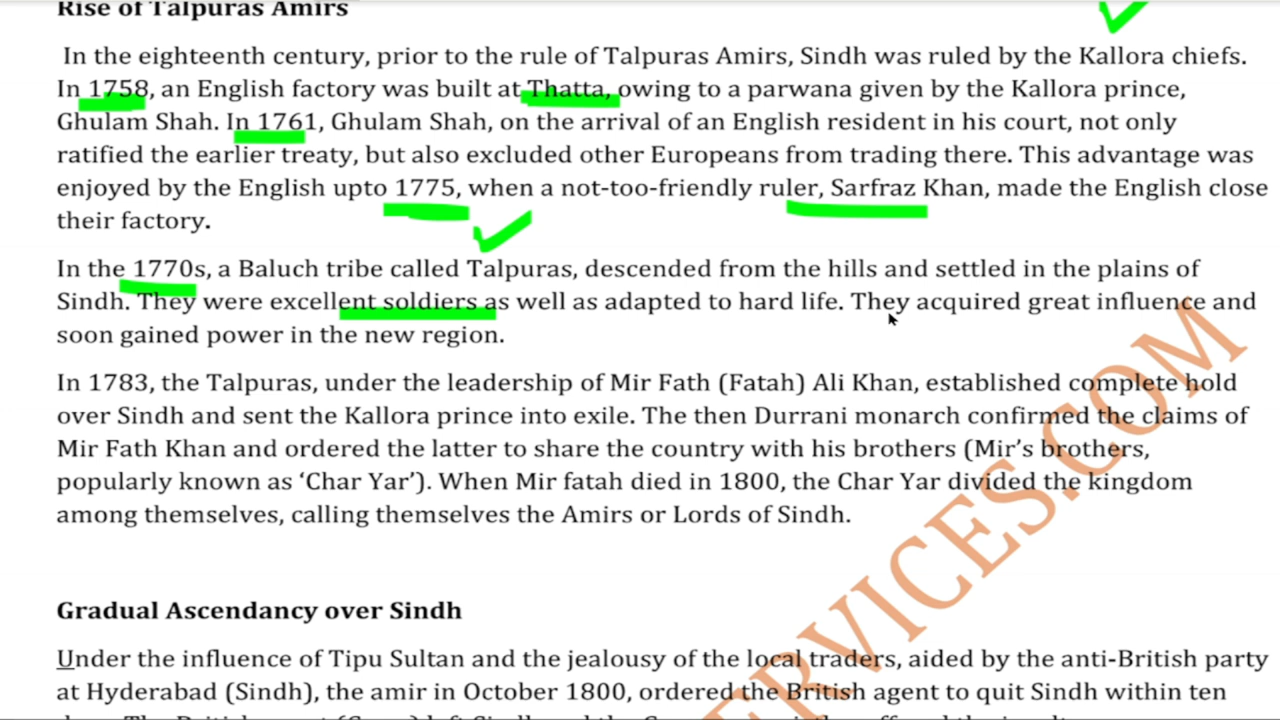 Rise of Talpuras Amirs
In the eighteenth century, prior to the rule of Talpuras Amirs, Sindh was ruled by the Kallora chiefs.
In 1758, an English factory was built at Thatta, owing to a parwana given by the Kallora prince,
Ghulam Shah. In 1761, Ghulam Shah, on the arrival of an English resident in his court, not only
ratified the earlier treaty, but also excluded other Europeans from trading there. This advantage was
enjoyed by the English upto 1775, when a not-too-friendly ruler, Sarfraz Khan, made the English close
their factory.
In the 1770s, a Baluch tribe called Talpuras, descended from the hills and settled in the plains of
Sindh. They were excellent soldiers as well as adapted to hard life. They acquired great influence and
soon gained power in the new region.
In 1783, the Talpuras, under the leadership of Mir Fath (Fatah) Ali Khan, established complete hold
over Sindh and sent the Kallora prince into exile. The then Durrani monarch confirmed the claims of
Mir Fath Khan and ordered the latter to share the country with his brothers (Mir's brothers,
popularly known as ‘Char Yar’). When Mir fatah died in 1800, the Char Yar divided the kingdom
among themselves, calling themselves the Amirs or Lords of Sindh.
Gradual Ascendancy over Sindh
Under the influence of Tipu Sultan and the jealousy of the local traders, aided by the anti-British party
at Hyderabad (Sindh), the amir in October 1800, ordered the British agent to quit Sindh within ten
ERVICES.COM